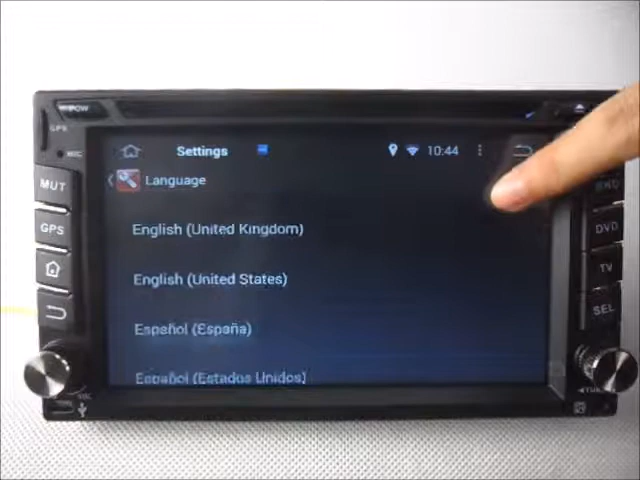 POW
GPS
MIC
Settings
10:44
Language
MUT
English (United Kingdom)
GPS
DVD
English (United States)
TV
Español (España)
SEL
Español (Estados Unidos)